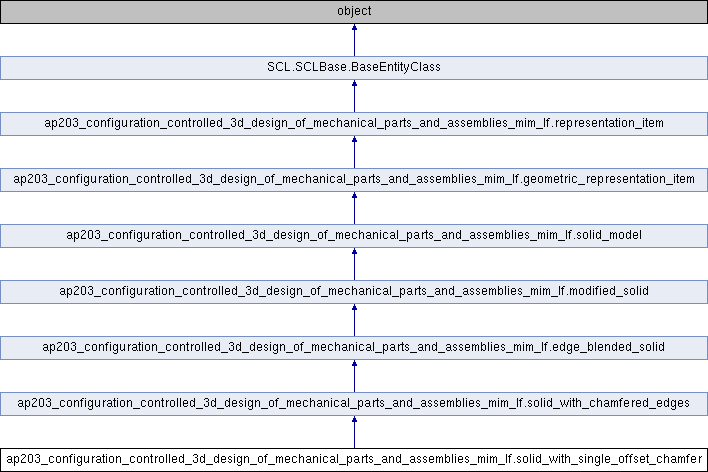 object
SCL.SCLBase.BaseEntityClass
ap203_configuration_controlled_3d_design_of_mechanical_parts_and_assemblies_mim_lf.representation_item
ap203_configuration_controlled_3d_design_of_mechanical_parts_and_assemblies_mim_lf.geometric_representation_item
ap203_configuration_controlled_3d_design_of_mechanical_parts_and_assemblies_mim_lf.solid_model
ap203_configuration_controlled_3d_design_of_mechanical_parts_and_assemblies_mim_lf.modified_solid
ap203_configuration_controlled_3d_design_of_mechanical_parts_and_assemblies_mim_lf.edge_blended_solid
ap203_configuration_controlled_3d_design_of_mechanical_parts_and_assemblies_mim_lf.solid_with_chamfered_edges
ap203_configuration_controlled_3d_design_of_mechanical_parts_and_assemblies_mim_lf.solid_with_single_offset_chamfer